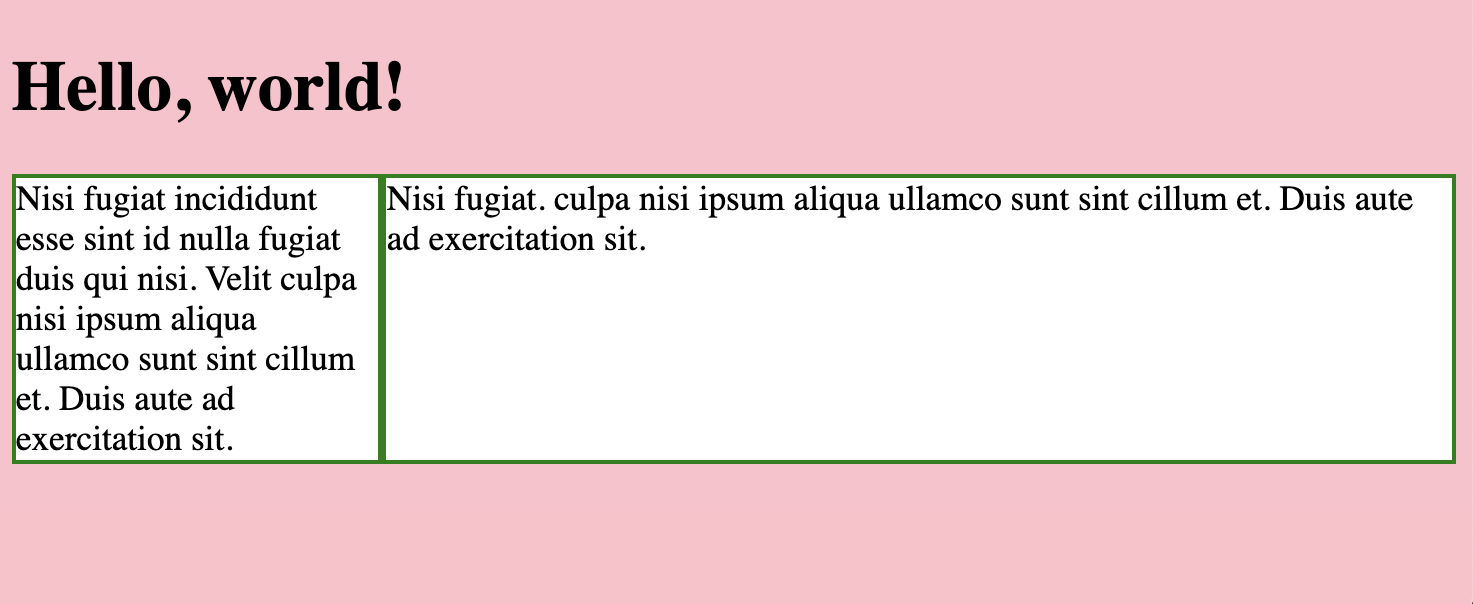 Hello, world!
Nisi fugiat incididunt
esse sint id nulla fugiat
duis qui nisi. Velit culpa
nisi ipsum aliqua
ullamco sunt sint cillum
et. Duis aute ad
exercitation sit.
Nisi fugiat. culpa nisi ipsum aliqua ullamco sunt sint cillum et. Duis aute
ad exercitation sit.